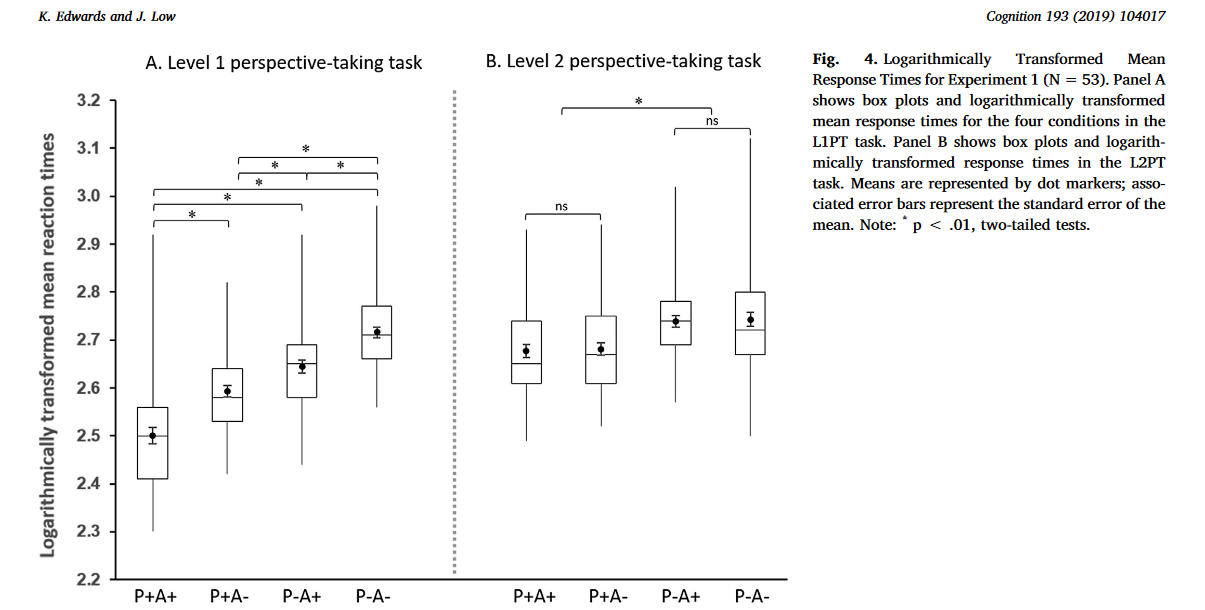 K. Edwards and J. Low
Cognition 193 (2019) 104017
A. Level 1 perspective-taking task
B. Level 2 perspective-taking task
Logarithmically transformed mean reaction times
3.2
3.1
3.0
2.9
2.8
2.7
2.6
2.5
2.4
2.3
2.2
*
*
*
*
*
*
*
ns
ns
P+A+
P+A-
P-A+
P-A-
P+A+
P+A-
P-A+
P-A-
Fig. 4. Logarithmically Transformed Mean
Response Times for Experiment 1 (N = 53). Panel A
shows box plots and logarithmically transformed
mean response times for the four conditions in the
L1PT task. Panel B shows box plots and logarith-
mically transformed response times in the L2PT
task. Means are represented by dot markers; asso-
ciated error bars represent the standard error of the
mean. Note: * p < .01, two-tailed tests.